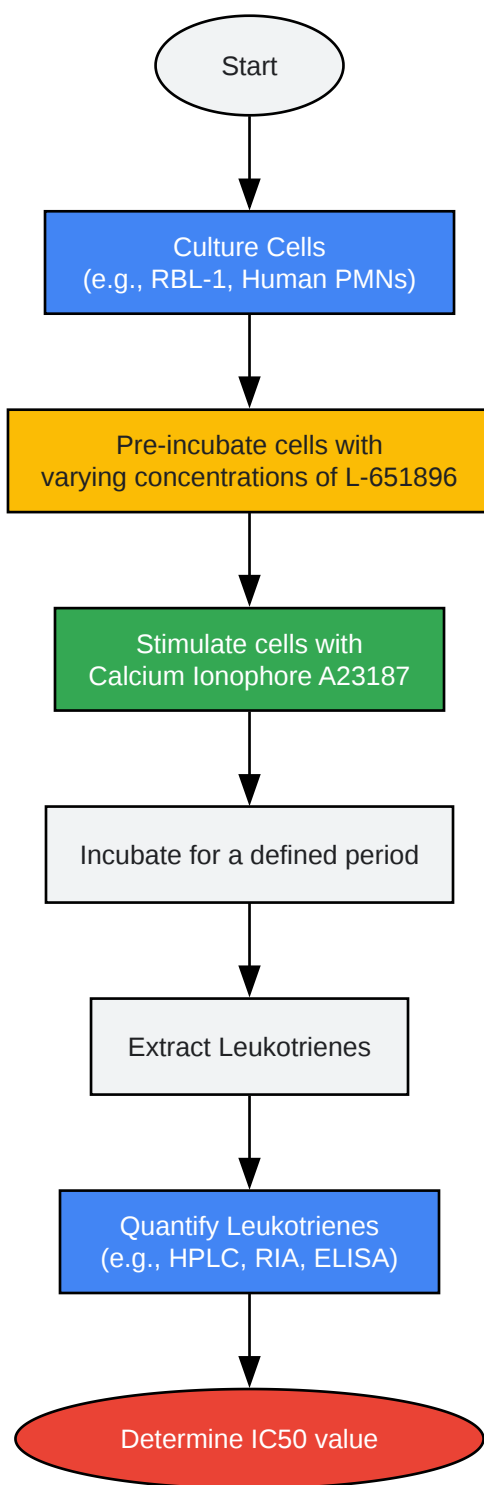 Start
Culture Cells
(e.g., RBL-1, Human PMNs)
Pre-incubate cells with
varying concentrations of L-651896
Stimulate cells with
Calcium Ionophore A23187
Incubate for a defined period
Extract Leukotrienes
Quantify Leukotrienes
(e.g., HPLC, RIA, ELISA)
Determine IC50 value